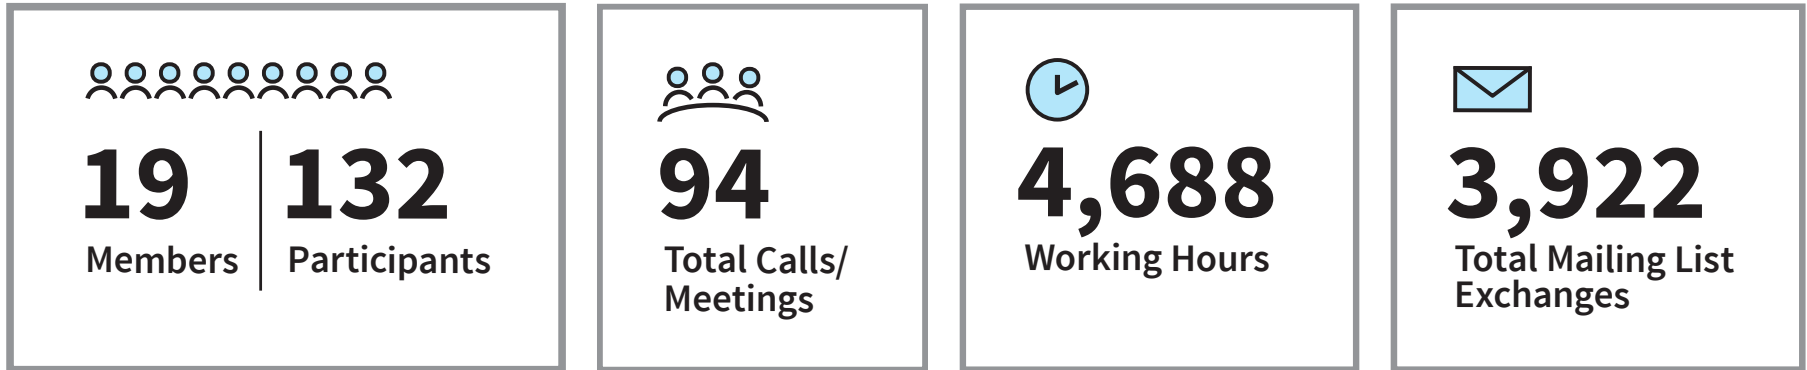 19
Members
132
Participants
94
Total Calls/
Meetings
4,688
Working Hours
3,922
Total Mailing List
Exchanges